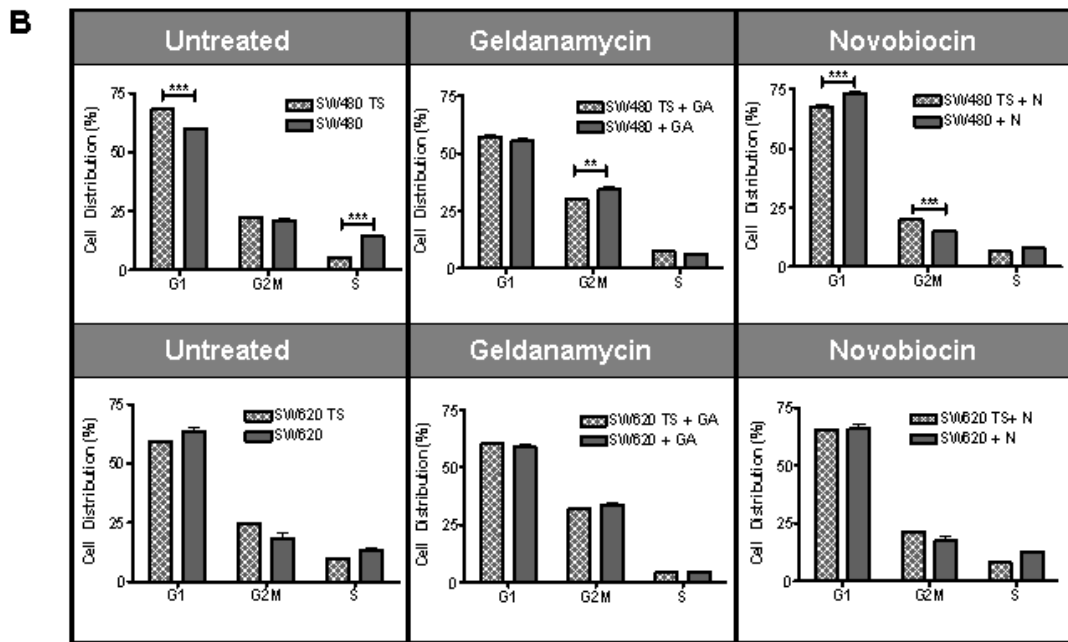 B
Untreated
Geldanamycin
Novobiocin
Cell Distribution (%)
75
50
25
0
***
***
SW480 TS
SW480
G1
G2M
S
Cell Distribution (%)
75
50
25
0
**
SW480 TS + GA
SW480 + GA
G1
G2M
S
Cell Distribution (%)
75
50
25
0
***
***
SW480 TS + N
SW480 + N
G1
G2M
S
Untreated
Geldanamycin
Novobiocin
Cell Distribution (%)
75
50
25
0
SW620 TS
SW620
G1
G2M
S
Cell Distribution (%)
75
50
25
0
SW620 TS + GA
SW620 + GA
G1
G2M
S
Cell Distribution (%)
75
50
25
0
SW620 TS+ N
SW620 + N
G1
G2M
S